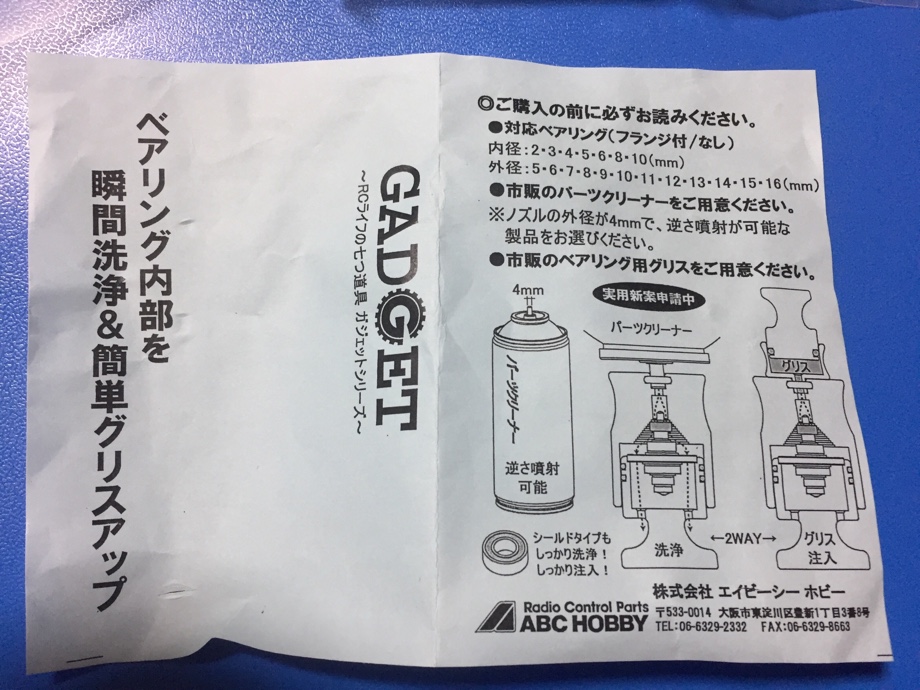 ベアリング内部を
瞬間洗浄&簡単グリスアップ
GADGET
～RCライフの七つ道具 ガジェットシリーズ～
◎ご購入の前に必ずお読みください。
●対応ベアリング(フランジ付/なし)
内径：2・3・4・5・6・8・10(mm)
外径：5・6・7・8・9・10・11・12・13・14・15・16(mm)
●市販のパーツクリーナーをご用意ください。
※ノズルの外径が4mmで、逆さ噴射が可能な
製品をお選びください。
●市販のベアリング用グリスをご用意ください。
4mm
実用新案申請中
パーツクリーナー
グリス
パーツクリーナー
逆さ噴射
可能
シールドタイプも
しっかり洗浄！
しっかり注入！
洗浄
←2WAY→
グリス
注入
株式会社 エイビーシー ホビー
Radio Control Parts
ABC HOBBY
〒533-0014 大阪市東淀川区豊新1丁目3番8号
TEL:06-6329-2332 FAX:06-6329-8663